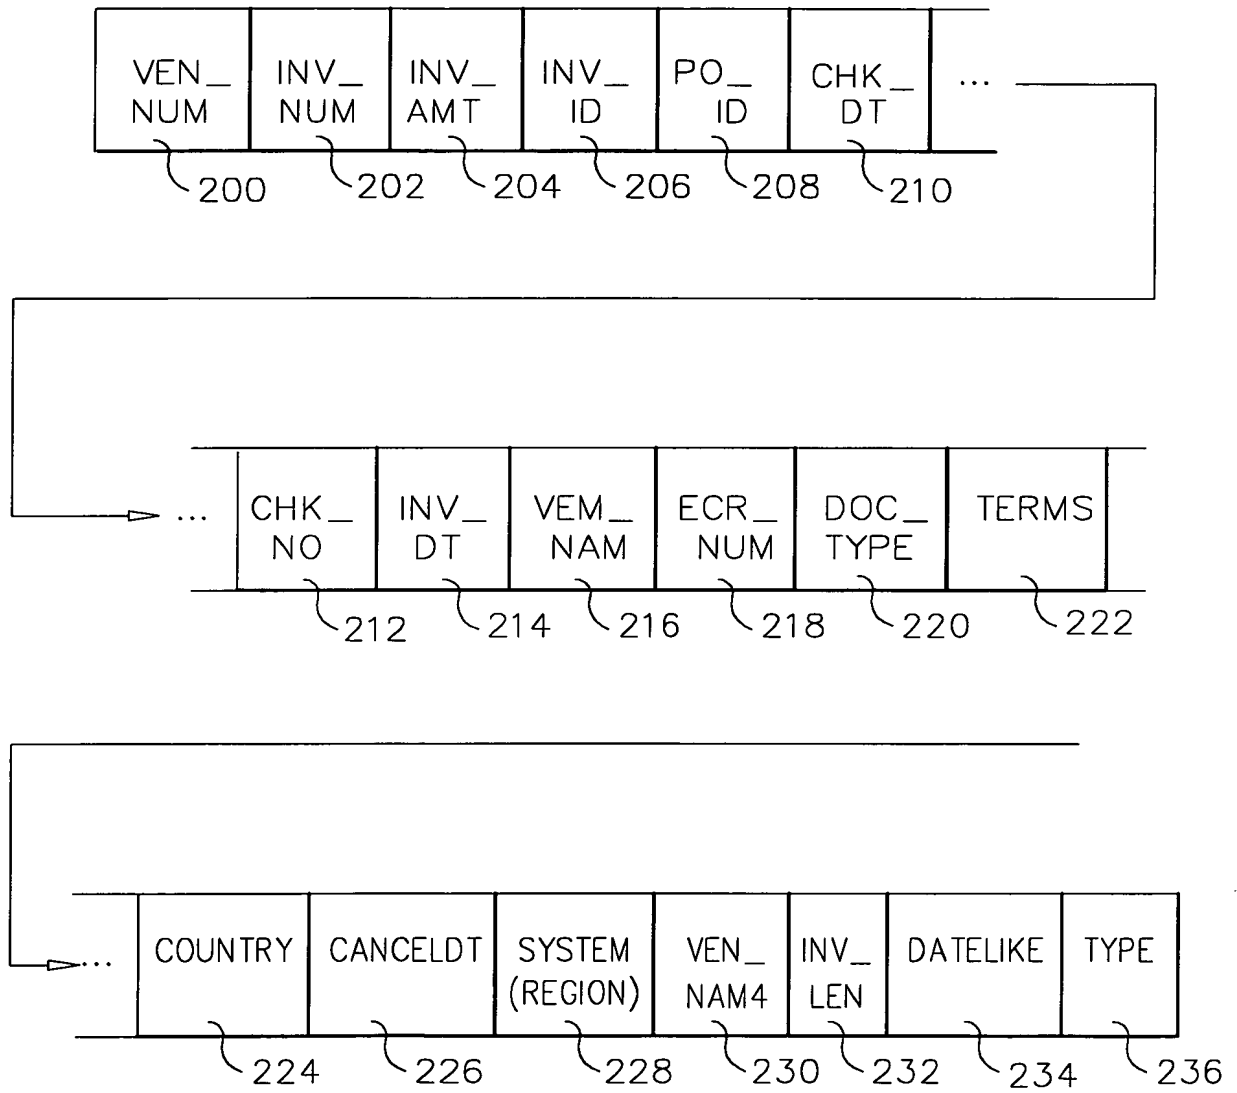 VEN_ INV_ INV_ INV_ PO_ CHK_ ...
NUM NUM AMT ID ID DT
200 202 204 206 208 210
... CHK_ INV_ VEM_ ECR_ DOC_ TERMS
NO DT NAM NUM TYPE
212 214 216 218 220 222
... COUNTRY CANCELDT SYSTEM VEN_ INV_ DATELIKE TYPE
(REGION) NAM4 LEN
224 226 228 230 232 234 236